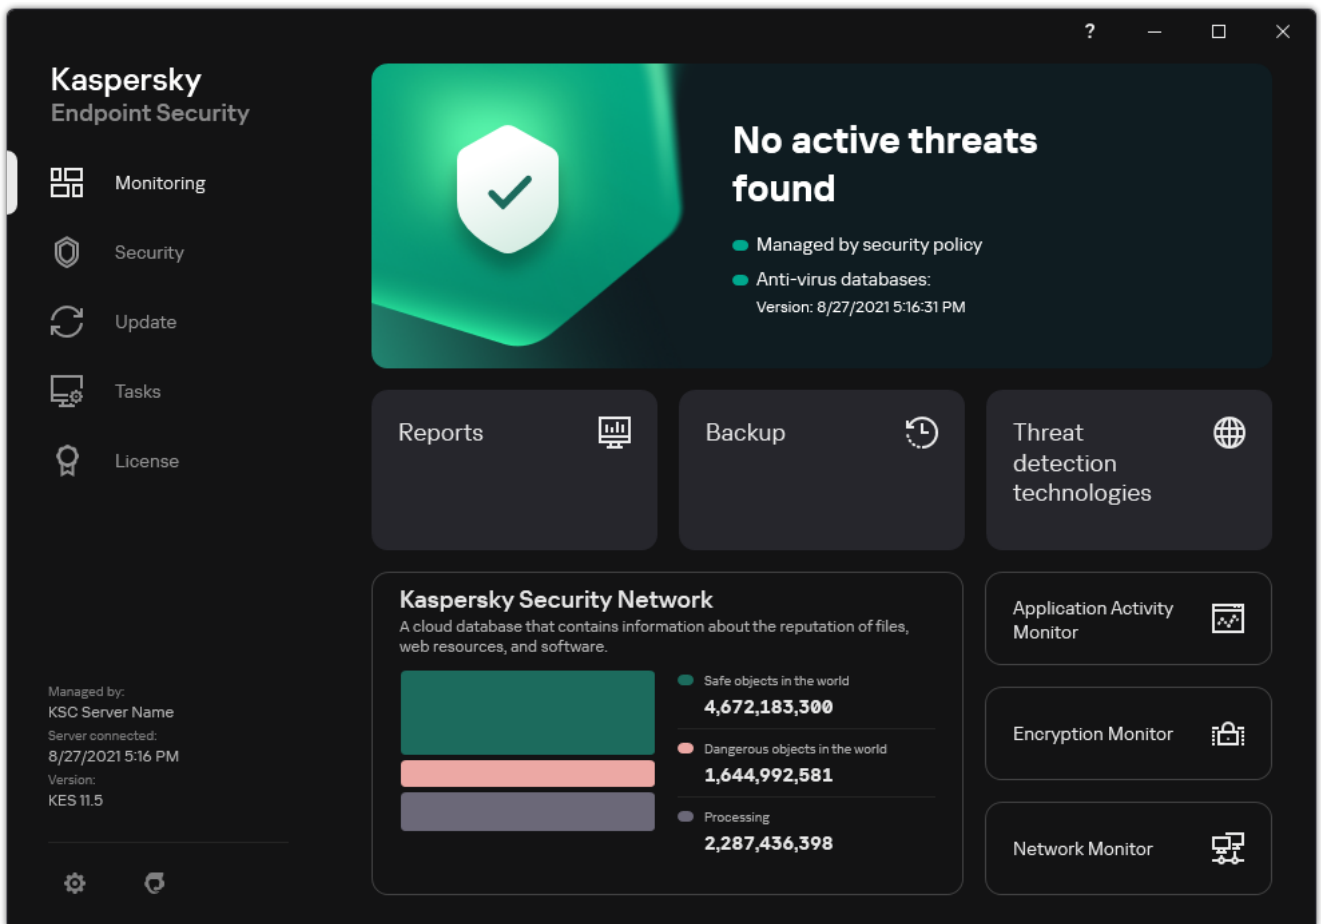 ?
Kaspersky
Endpoint Security
Monitoring
Security
Update
Tasks
License
Managed by:
KSC Server Name
Server connected:
8/27/2021 5:16 PM
Version:
KES 11.5
No active threats
found
Managed by security policy
Anti-virus databases:
Version: 8/27/2021 5:16:31 PM
Reports
Backup
Threat
detection
technologies
Kaspersky Security Network
A cloud database that contains information about the reputation of files,
web resources, and software.
Safe objects in the world
4,672,183,300
Dangerous objects in the world
1,644,992,581
Processing
2,287,436,398
Application Activity
Monitor
Encryption Monitor
Network Monitor